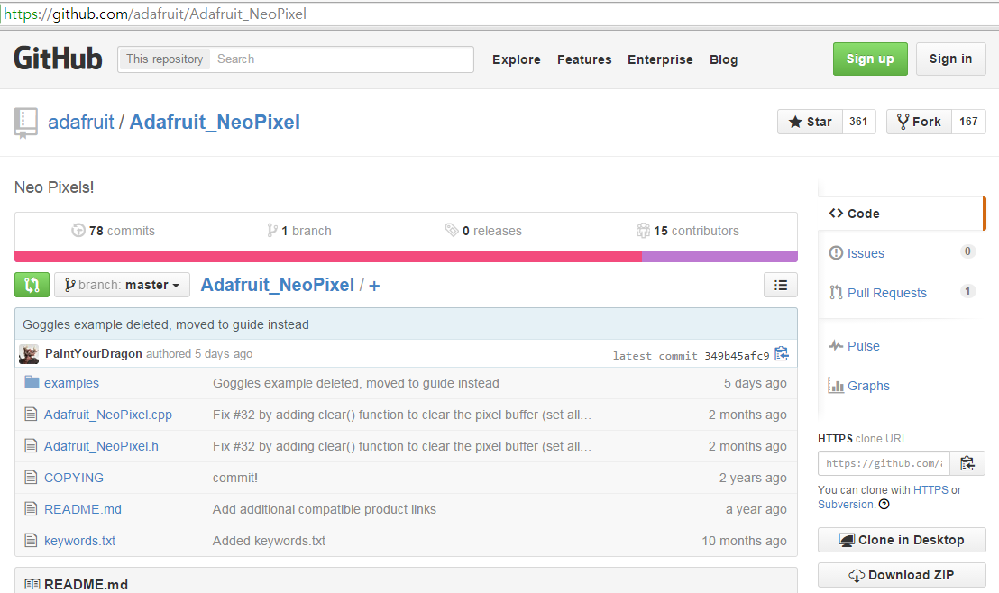 https://github.com/adafruit/Adafruit_NeoPixel
GitHub This repository Search Explore Features Enterprise Blog Sign up Sign in
adafruit / Adafruit_NeoPixel Star 361 Fork 167
Neo Pixels!
78 commits 1 branch 0 releases 15 contributors
branch: master Adafruit_NeoPixel / +
Goggles example deleted, moved to guide instead
PaintYourDragon authored 5 days ago latest commit 349b45afc9
examples Goggles example deleted, moved to guide instead 5 days ago
Adafruit_NeoPixel.cpp Fix #32 by adding clear() function to clear the pixel buffer (set all… 2 months ago
Adafruit_NeoPixel.h Fix #32 by adding clear() function to clear the pixel buffer (set all… 2 months ago
COPYING commit! 2 years ago
README.md Add additional compatible product links a year ago
keywords.txt Added keywords.txt 10 months ago
README.md
Code
Issues 0
Pull Requests 1
Pulse
Graphs
HTTPS clone URL
https://github.com/a
You can clone with HTTPS or
Subversion.
Clone in Desktop
Download ZIP